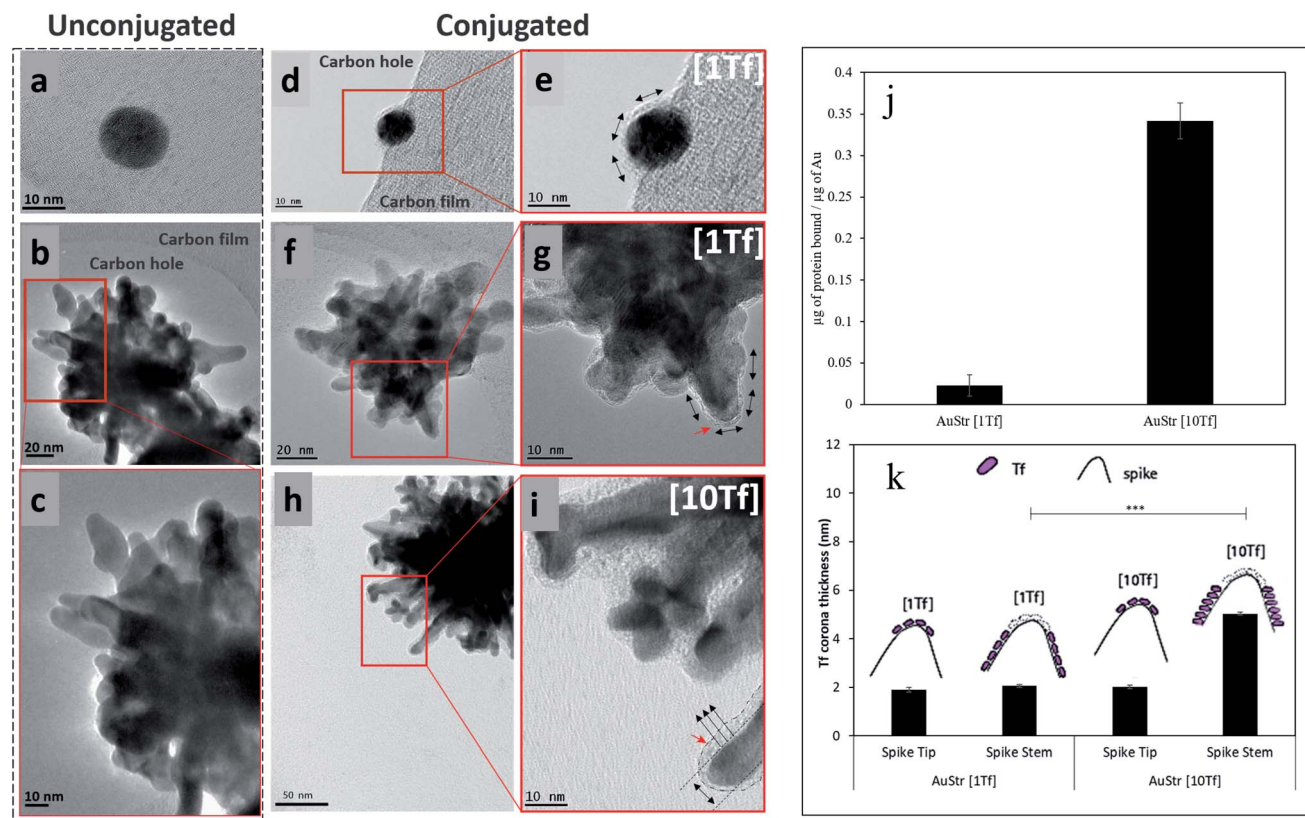 Unconjugated
Conjugated
a
10 nm
d
Carbon hole
Carbon film
10 nm
e
[1Tf]
10 nm
b
Carbon film
Carbon hole
20 nm
f
20 nm
g
[1Tf]
10 nm
c
10 nm
h
50 nm
i
[10Tf]
10 nm
j
µg of protein bound / µg of Au
0.4
0.35
0.3
0.25
0.2
0.15
0.1
0.05
0
AuStr [1Tf]
AuStr [10Tf]
k
Tf corona thickness (nm)
12
10
8
6
4
2
0
Tf
spike
***
[1Tf]
[1Tf]
[10Tf]
[10Tf]
Spike Tip
Spike Stem
Spike Tip
Spike Stem
AuStr [1Tf]
AuStr [10Tf]